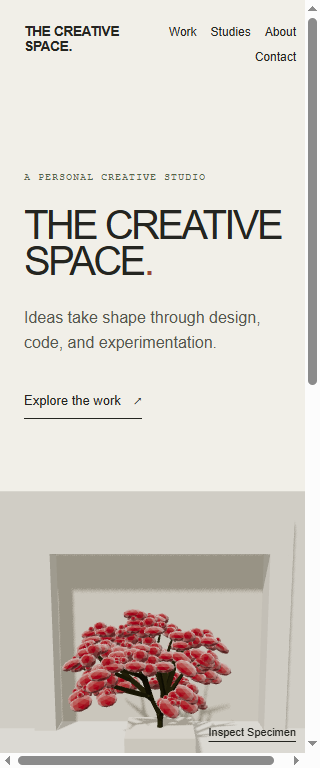 THE CREATIVE
SPACE.
Work Studies About
Contact
A PERSONAL CREATIVE STUDIO
THE CREATIVE
SPACE.
Ideas take shape through design,
code, and experimentation.
Explore the work ↗
Inspect Specimen